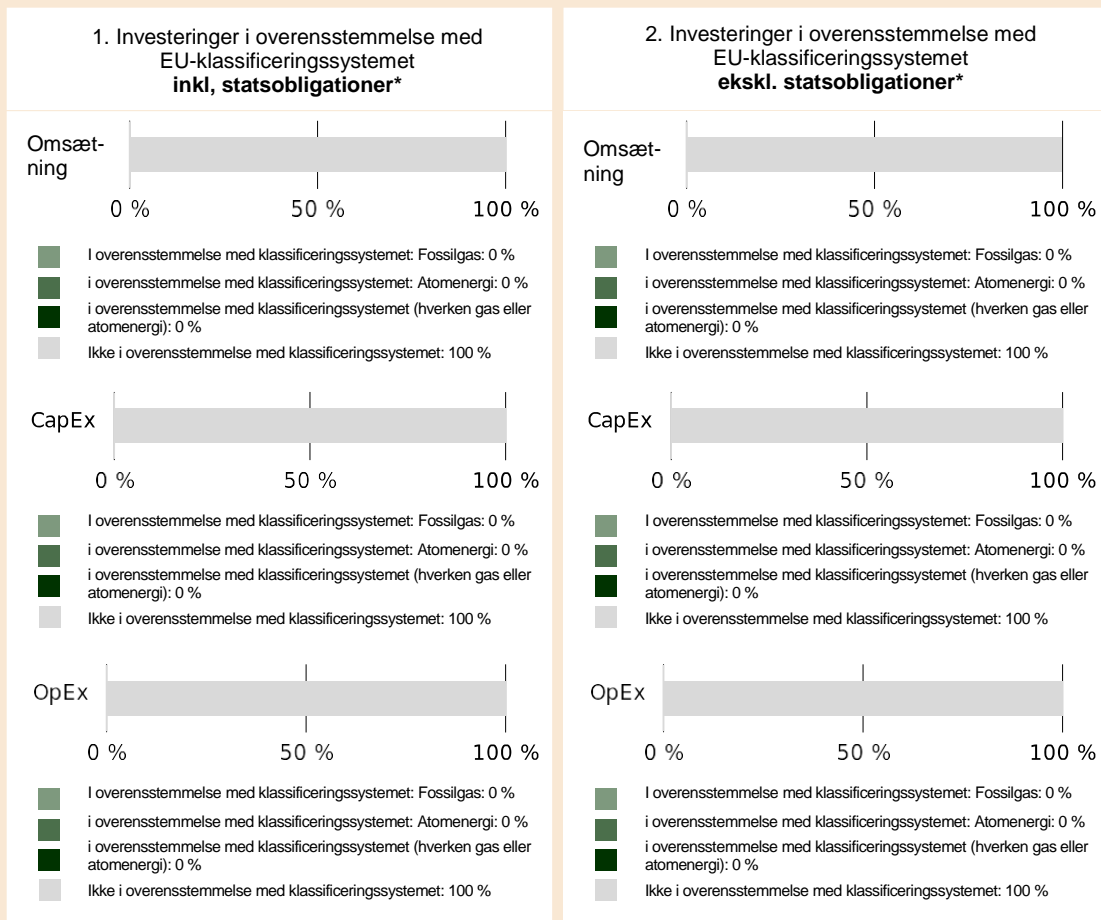 1. Investeringer i overensstemmelse med
EU-klassificeringssystemet
inkl, statsobligationer*
Omsæt-
ning
0 % 50 % 100 %
I overensstemmelse med klassificeringssystemet: Fossilgas: 0 %
i overensstemmelse med klassificeringssystemet: Atomenergi: 0 %
i overensstemmelse med klassificeringssystemet (hverken gas eller
atomenergi): 0 %
Ikke i overensstemmelse med klassificeringssystemet: 100 %
CapEx
0 % 50 % 100 %
I overensstemmelse med klassificeringssystemet: Fossilgas: 0 %
i overensstemmelse med klassificeringssystemet: Atomenergi: 0 %
i overensstemmelse med klassificeringssystemet (hverken gas eller
atomenergi): 0 %
Ikke i overensstemmelse med klassificeringssystemet: 100 %
OpEx
0 % 50 % 100 %
I overensstemmelse med klassificeringssystemet: Fossilgas: 0 %
i overensstemmelse med klassificeringssystemet: Atomenergi: 0 %
i overensstemmelse med klassificeringssystemet (hverken gas eller
atomenergi): 0 %
Ikke i overensstemmelse med klassificeringssystemet: 100 %
2. Investeringer i overensstemmelse med
EU-klassificeringssystemet
ekskl. statsobligationer*
Omsæt-
ning
0 % 50 % 100 %
I overensstemmelse med klassificeringssystemet: Fossilgas: 0 %
i overensstemmelse med klassificeringssystemet: Atomenergi: 0 %
i overensstemmelse med klassificeringssystemet (hverken gas eller
atomenergi): 0 %
Ikke i overensstemmelse med klassificeringssystemet: 100 %
CapEx
0 % 50 % 100 %
I overensstemmelse med klassificeringssystemet: Fossilgas: 0 %
i overensstemmelse med klassificeringssystemet: Atomenergi: 0 %
i overensstemmelse med klassificeringssystemet (hverken gas eller
atomenergi): 0 %
Ikke i overensstemmelse med klassificeringssystemet: 100 %
OpEx
0 % 50 % 100 %
I overensstemmelse med klassificeringssystemet: Fossilgas: 0 %
i overensstemmelse med klassificeringssystemet: Atomenergi: 0 %
i overensstemmelse med klassificeringssystemet (hverken gas eller
atomenergi): 0 %
Ikke i overensstemmelse med klassificeringssystemet: 100 %